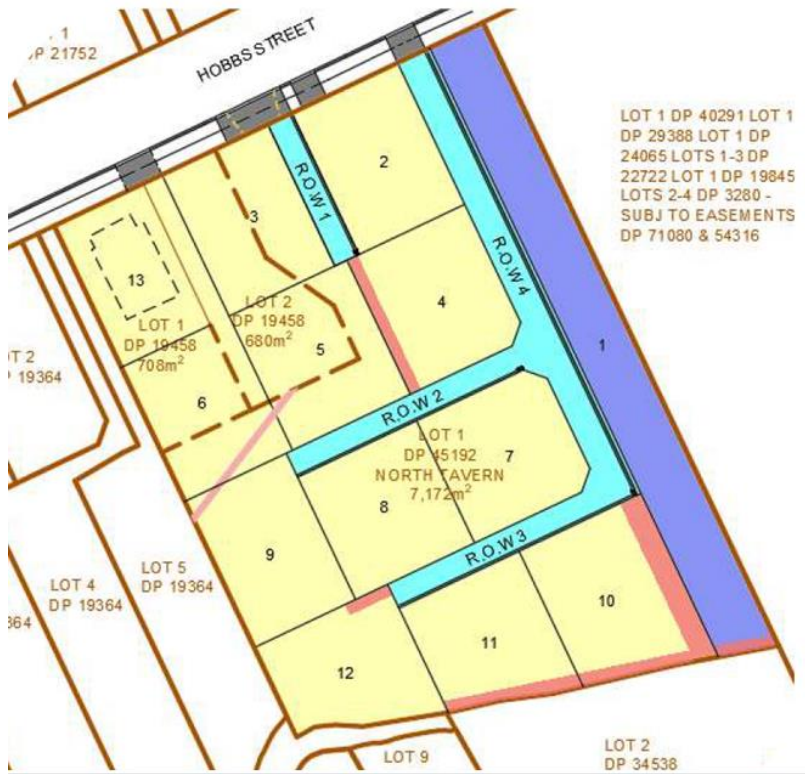 . 1
DP 21752
HOBBS STREET
LOT 1 DP 40291 LOT 1
DP 29388 LOT 1 DP
24065 LOTS 1-3 DP
22722 LOT 1 DP 19845
LOTS 2-4 DP 3280 -
SUBJ TO EASEMENTS
DP 71080 & 54316
2
R.O.W 1
3
R.O.W 4
13
LOT 2
DP 19458
680m²
4
LOT 1
DP 19458
708m²
5
1
OT 2
19364
6
R.O.W 2
LOT 1
DP 45192
NORTH TAVERN
7,172m²
7
8
9
R.O.W 3
LOT 5
DP 19364
LOT 4
DP 19364
364
10
11
12
LOT 9
LOT 2
DP 34538